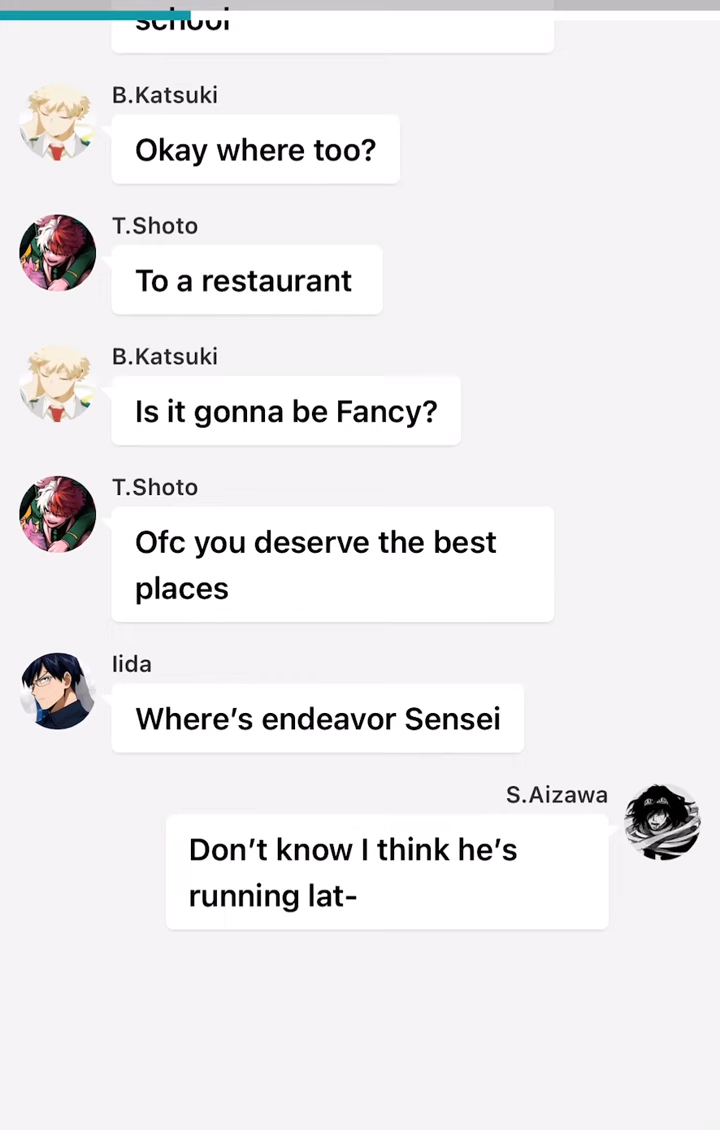 school
B.Katsuki
Okay where too?
T.Shoto
To a restaurant
B.Katsuki
Is it gonna be Fancy?
T.Shoto
Ofc you deserve the best
places
Iida
Where's endeavor Sensei
S.Aizawa
Don't know I think he's
running lat-